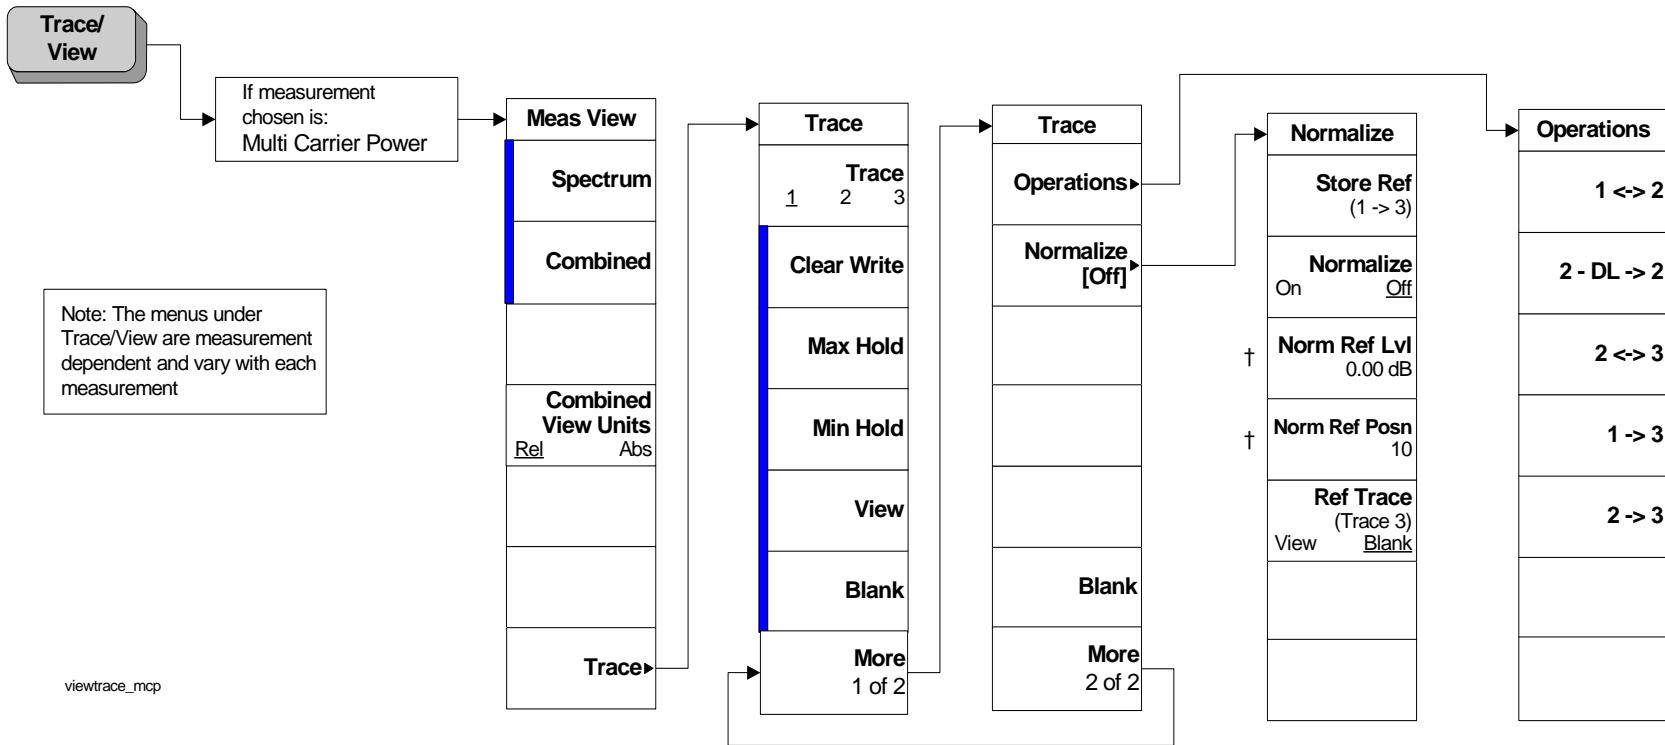 Trace/
View
If measurement
chosen is:
Multi Carrier Power
Note: The menus under
Trace/View are measurement
dependent and vary with each
measurement
viewtrace_mcp
Meas View
Spectrum
Combined
Combined
View Units
Rel Abs
Trace
Trace
Trace
1 2 3
Clear Write
Max Hold
Min Hold
View
Blank
More
1 of 2
Trace
Operations
Normalize
[Off]
Blank
More
2 of 2
Normalize
Store Ref
(1 -> 3)
Normalize
On Off
† Norm Ref Lvl
0.00 dB
† Norm Ref Posn
10
Ref Trace
(Trace 3)
View Blank
Operations
1 <-> 2
2 - DL -> 2
2 <-> 3
1 -> 3
2 -> 3